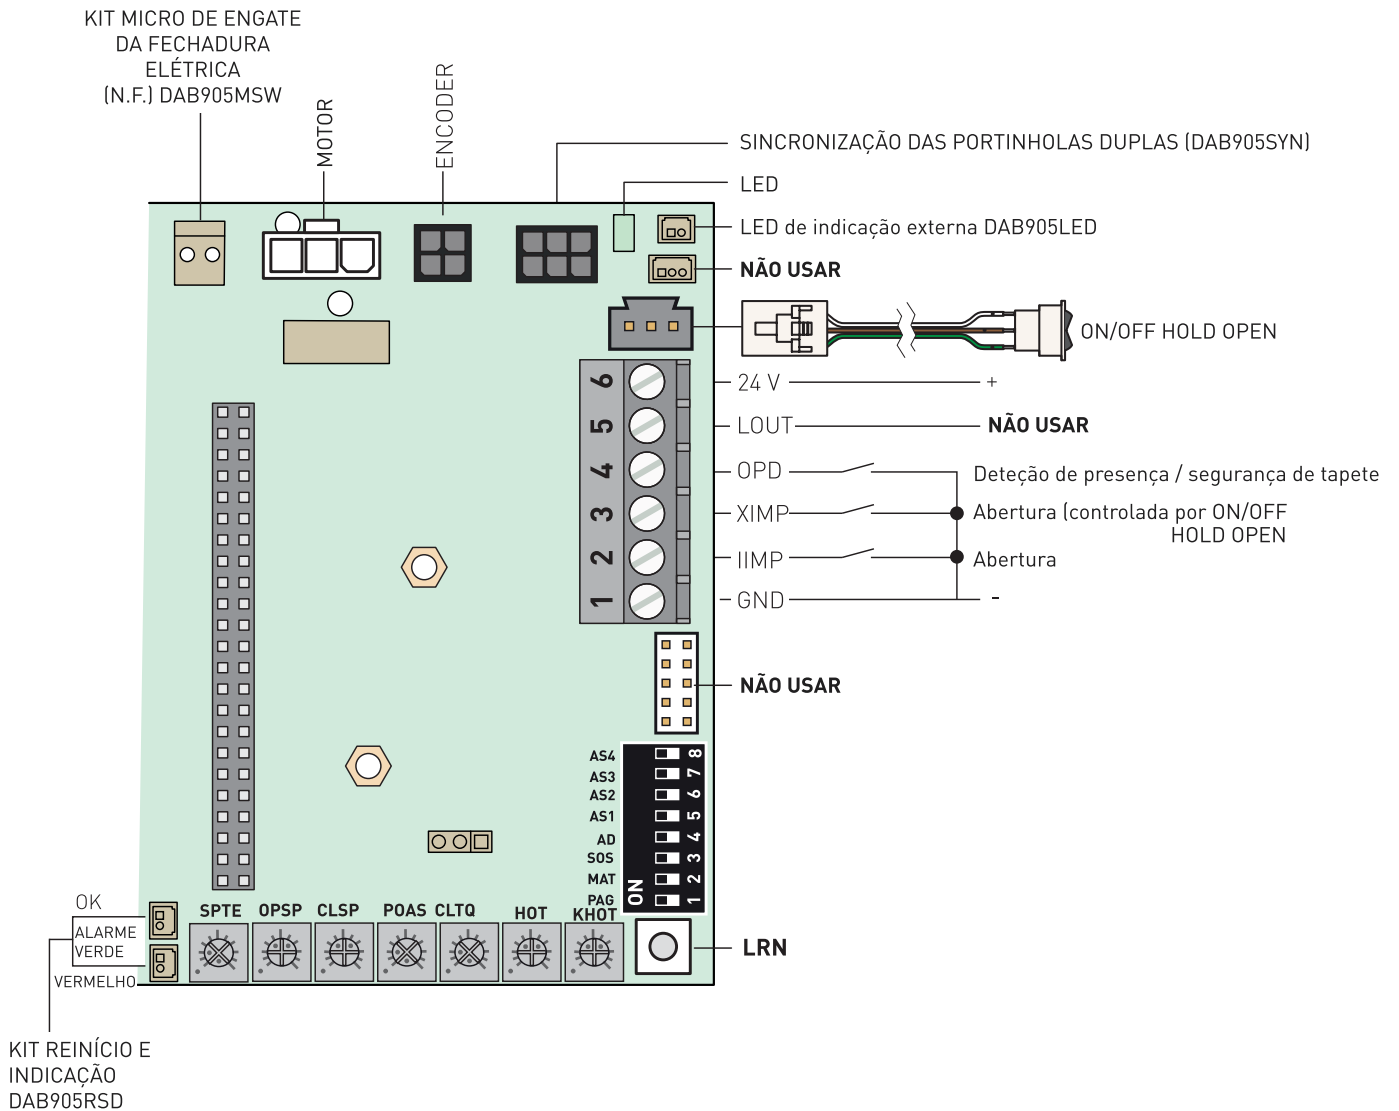 KIT MICRO DE ENGATE
DA FECHADURA
ELÉTRICA
(N.F.) DAB905MSW
MOTOR
ENCODER
SINCRONIZAÇÃO DAS PORTINHOLAS DUPLAS (DAB905SYN)
LED
LED de indicação externa DAB905LED
NÃO USAR
ON/OFF HOLD OPEN
6 24 V +
5 LOUT NÃO USAR
4 OPD Deteção de presença / segurança de tapete
3 XIMP Abertura (controlada por ON/OFF
HOLD OPEN
2 IIMP Abertura
1 GND -
NÃO USAR
AS4 8
AS3 7
AS2 6
AS1 5
AD 4
SOS 3
MAT 2
PAG 1
ON
OK
ALARME
VERDE
VERMELHO
SPTE OPSP CLSP POAS CLTQ HOT KHOT
LRN
KIT REINÍCIO E
INDICAÇÃO
DAB905RSD